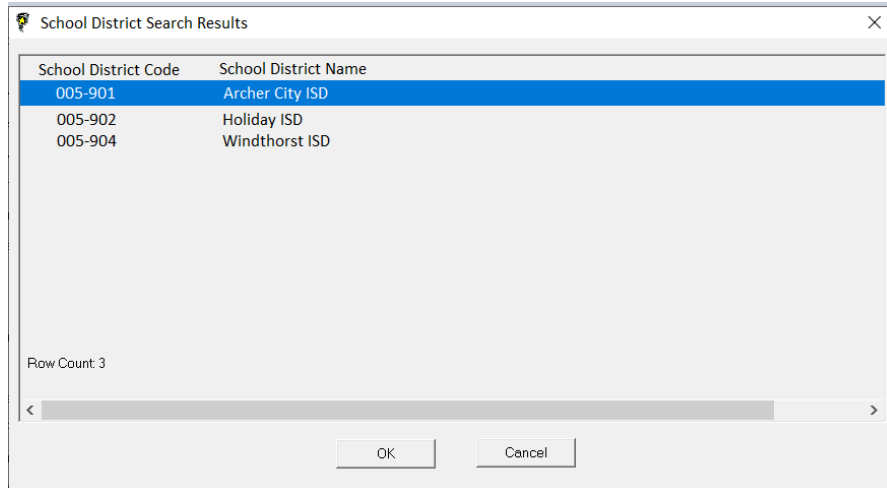 School District Search Results
School District Code School District Name
005-901 Archer City ISD
005-902 Holiday ISD
005-904 Windthorst ISD
Row Count: 3
OK Cancel